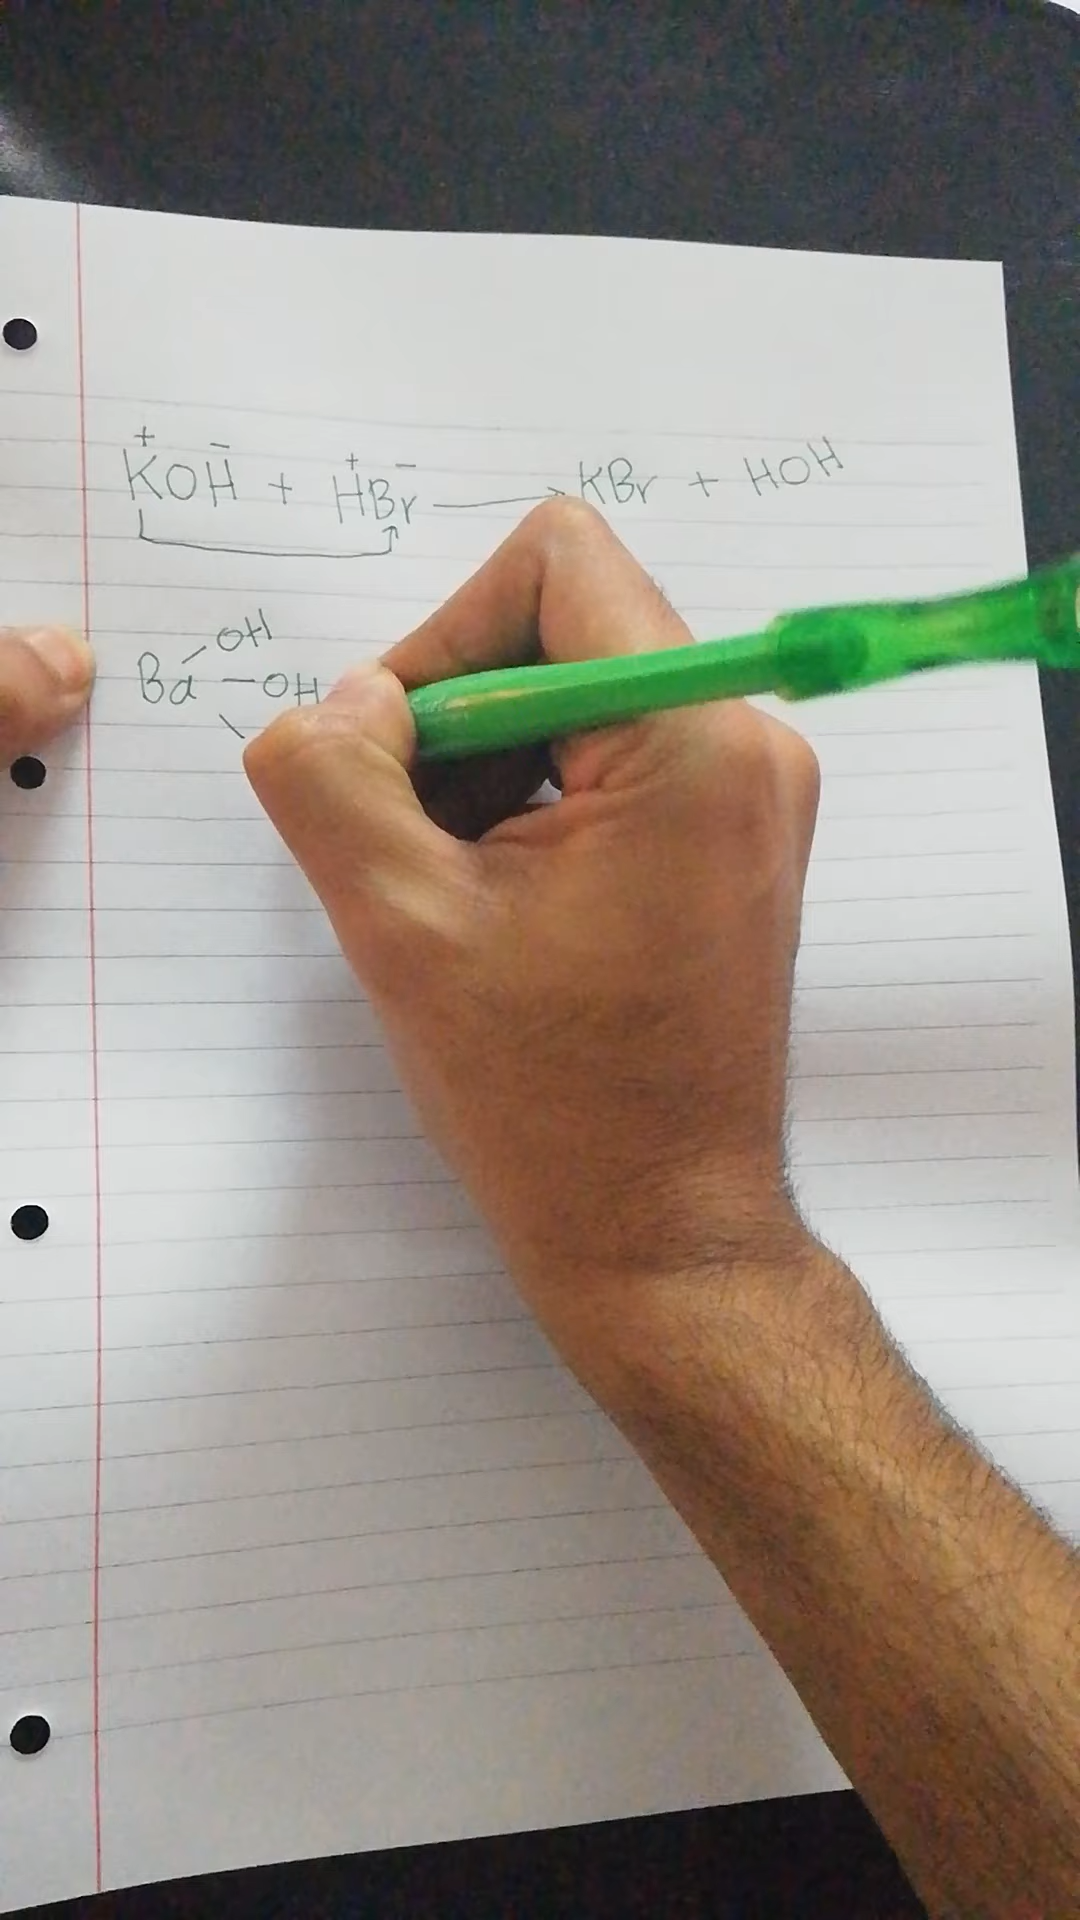 + − + −
KOH + HBr → KBr + HOH
OH
Ba −OH